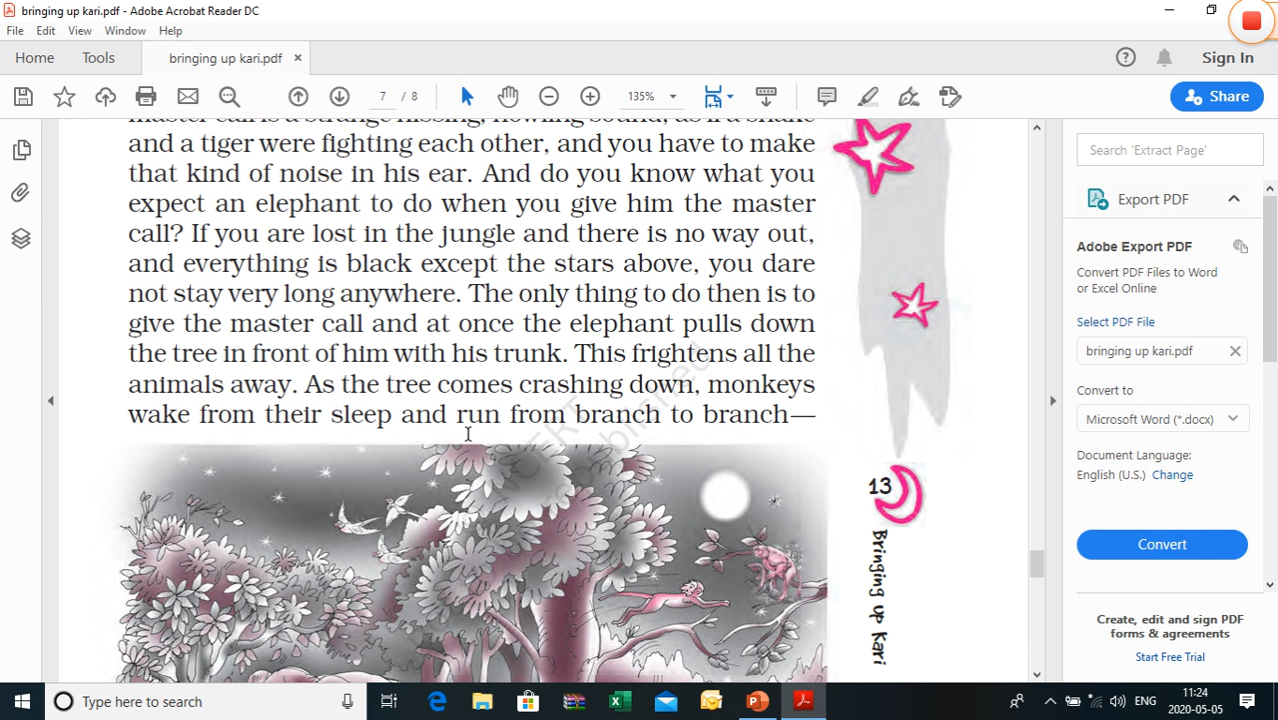 bringing up kari.pdf - Adobe Acrobat Reader DC
File Edit View Window Help
Home Tools bringing up kari.pdf × Sign In
7 / 8 135% Share
master call is a strange hissing, howling sound, as if a snake
and a tiger were fighting each other, and you have to make
that kind of noise in his ear. And do you know what you
expect an elephant to do when you give him the master
call? If you are lost in the jungle and there is no way out,
and everything is black except the stars above, you dare
not stay very long anywhere. The only thing to do then is to
give the master call and at once the elephant pulls down
the tree in front of him with his trunk. This frightens all the
animals away. As the tree comes crashing down, monkeys
wake from their sleep and run from branch to branch—
13
Bringing up Kari
Search 'Extract Page'
Export PDF
Adobe Export PDF
Convert PDF Files to Word
or Excel Online
Select PDF File
bringing up kari.pdf
Convert to
Microsoft Word (*.docx)
Document Language:
English (U.S.) Change
Convert
Create, edit and sign PDF
forms & agreements
Start Free Trial
Type here to search
ENG
11:24
2020-05-05